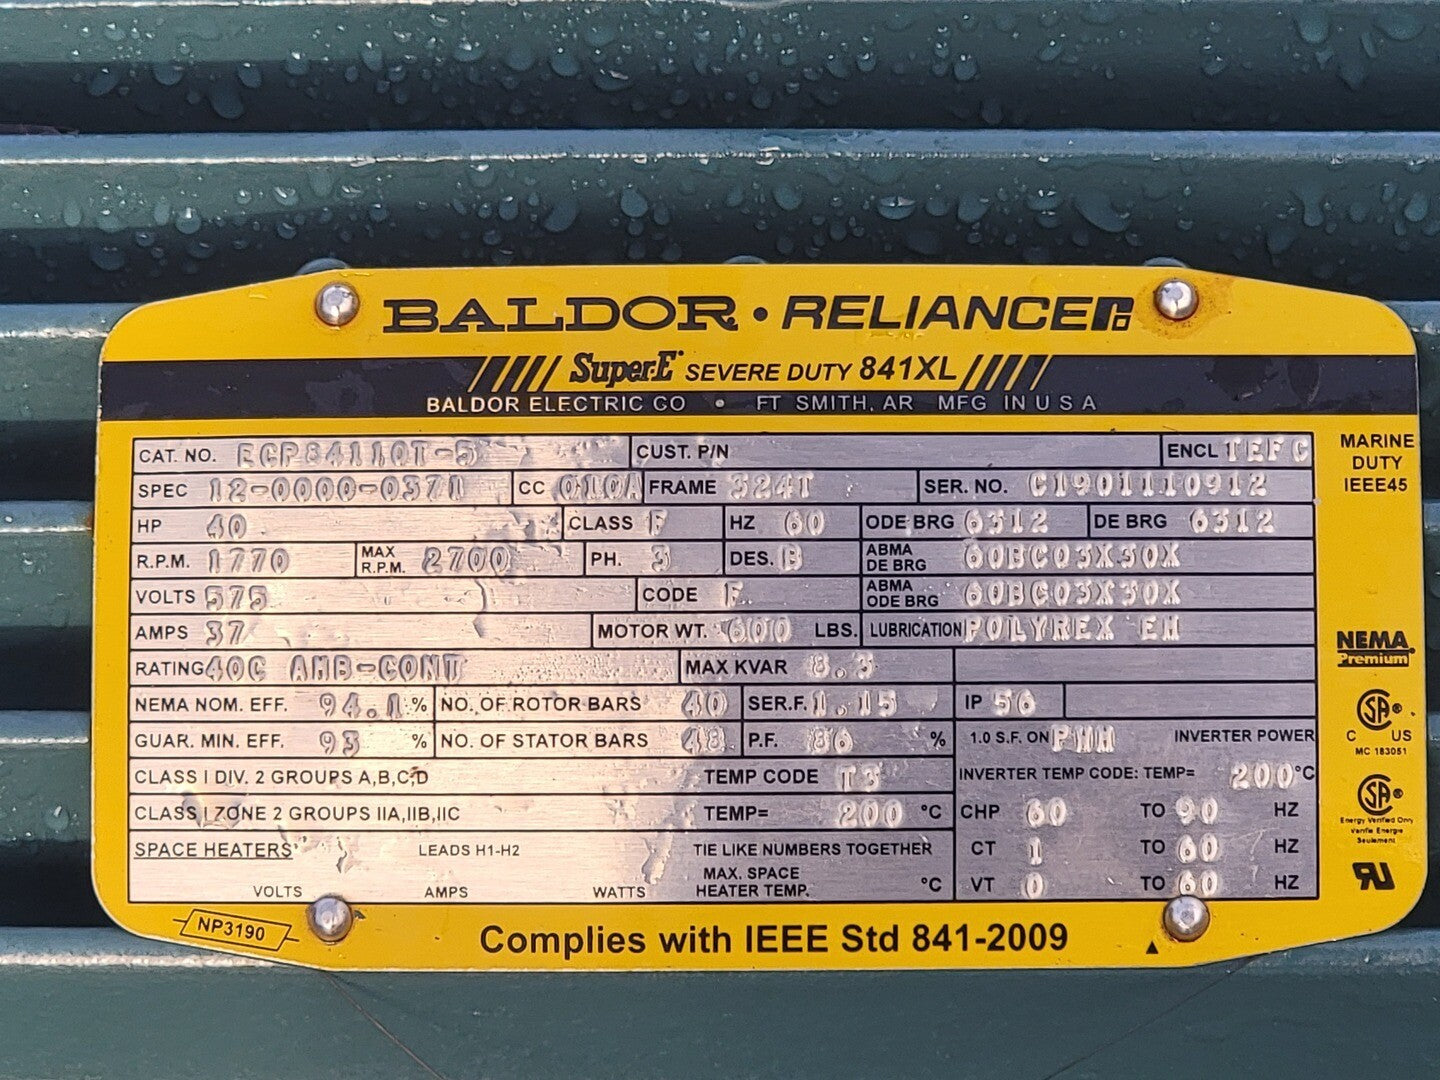 BALDOR • RELIANCE
Super-E SEVERE DUTY 841XL
BALDOR ELECTRIC CO • FT SMITH, AR MFG IN U S A
CAT. NO. ECP84110T-5 CUST. P/N ENCL TEFC
SPEC 12-0000-0371 CC 010A FRAME 324T SER. NO. C1901110912
HP 40 CLASS F HZ 60 ODE BRG 6312 DE BRG 6312
R.P.M. 1770 MAX R.P.M. 2700 PH. 3 DES. B ABMA DE BRG 60BC03X30X
VOLTS 575 CODE F ABMA ODE BRG 60BC03X30X
AMPS 37 MOTOR WT. 600 LBS. LUBRICATION POLYREX EM
RATING 40C AMB-CONT MAX KVAR 8.3
NEMA NOM. EFF. 94.1 % NO. OF ROTOR BARS 40 SER.F. 1.15 IP 56
GUAR. MIN. EFF. 93 % NO. OF STATOR BARS 48 P.F. 86 % 1.0 S.F. ON PWM INVERTER POWER
CLASS I DIV. 2 GROUPS A,B,C,D TEMP CODE T3 INVERTER TEMP CODE: TEMP= 200 °C
CLASS I ZONE 2 GROUPS IIA,IIB,IIC TEMP= 200 °C CHP 60 TO 90 HZ
SPACE HEATERS LEADS H1-H2 TIE LIKE NUMBERS TOGETHER CT 1 TO 60 HZ
VOLTS AMPS WATTS MAX. SPACE HEATER TEMP. °C VT 0 TO 60 HZ
MARINE
DUTY
IEEE45
NEMA
Premium
CSA®
C US
MC 183051
CSA®
Energy Verified Only
Vérifié Energie
Seulement
RU
NP3190
Complies with IEEE Std 841-2009